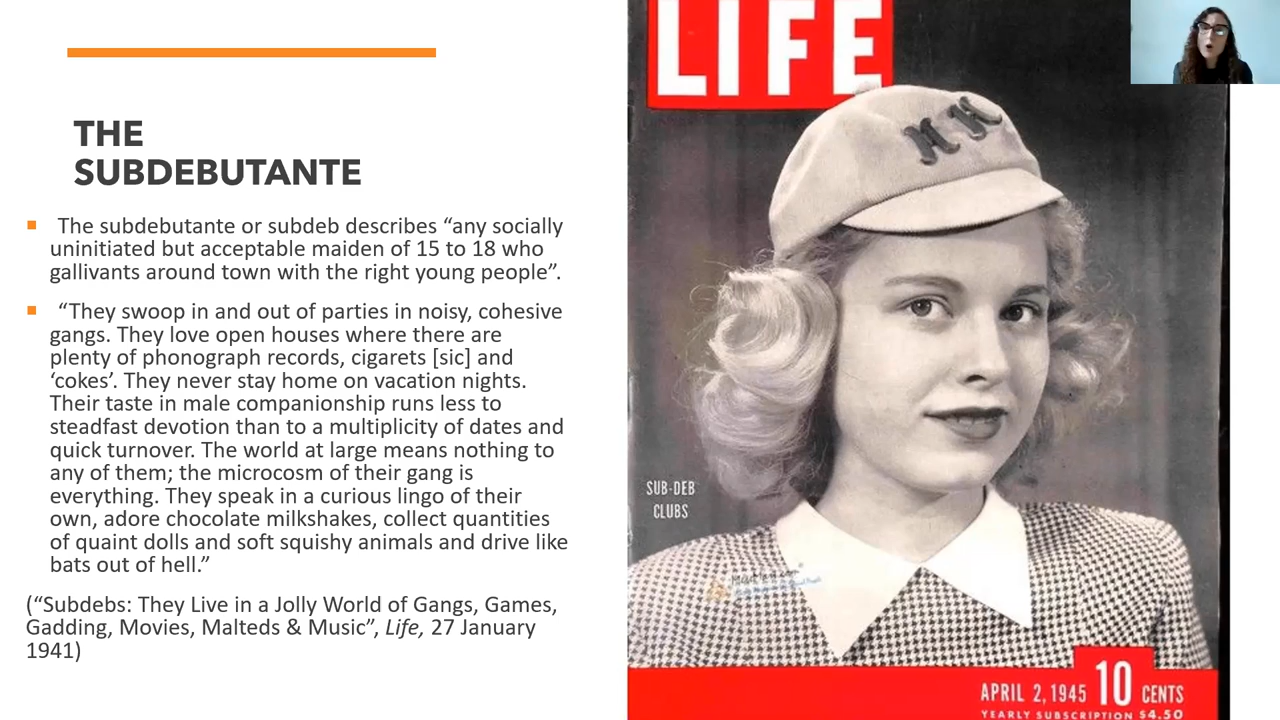 THE
SUBDEBUTANTE
▪ The subdebutante or subdeb describes “any socially
uninitiated but acceptable maiden of 15 to 18 who
gallivants around town with the right young people”.
▪ “They swoop in and out of parties in noisy, cohesive
gangs. They love open houses where there are
plenty of phonograph records, cigarets [sic] and
‘cokes’. They never stay home on vacation nights.
Their taste in male companionship runs less to
steadfast devotion than to a multiplicity of dates and
quick turnover. The world at large means nothing to
any of them; the microcosm of their gang is
everything. They speak in a curious lingo of their
own, adore chocolate milkshakes, collect quantities
of quaint dolls and soft squishy animals and drive like
bats out of hell.”
(“Subdebs: They Live in a Jolly World of Gangs, Games,
Gadding, Movies, Malteds & Music”, Life, 27 January
1941)
LIFE
HH
SUB-DEB
CLUBS
APRIL 2, 1945 10 CENTS
YEARLY SUBSCRIPTION $4.50